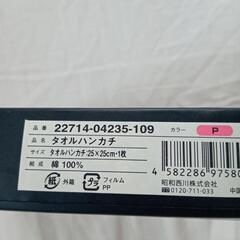 品番 22714-04235-109
カラー P
品名 タオルハンカチ
サイズ タオルハンカチ:25×25cm・1枚
組成 綿100%
紙 外箱
プラ フィルム PP
4 582286 97580
昭和西川株式会社
0120-711-033